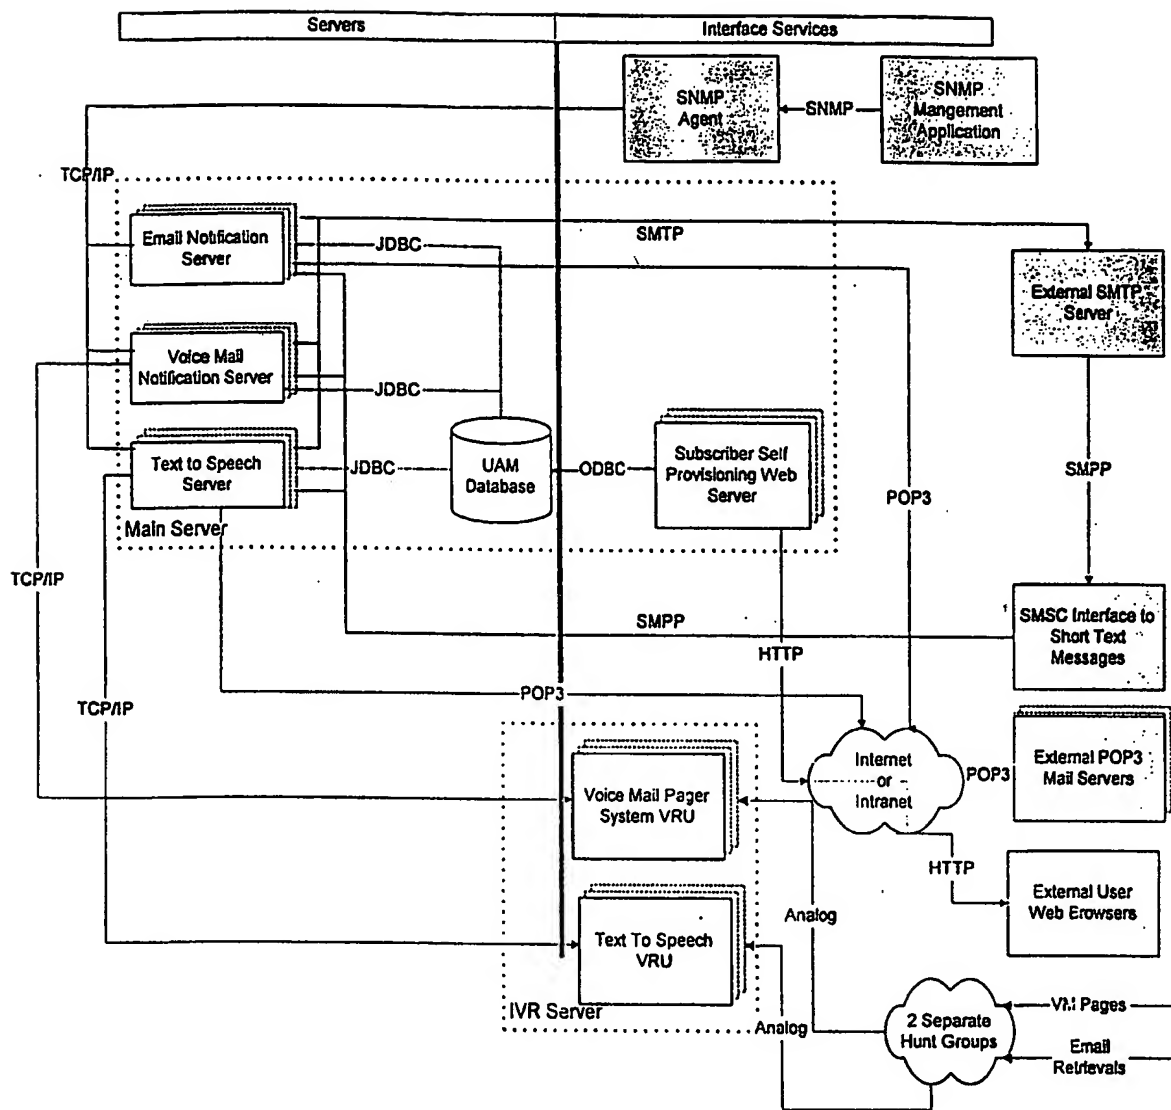 Servers
Interface Services
SNMP
Agent
SNMP
SNMP
Mangement
Application
TCP/IP
Email Notification
Server
JDBC
SMTP
External SMTP
Server
Voice Mail
Notification Server
JDBC
Text to Speech
Server
JDBC
UAM
Database
ODBC
Subscriber Self
Provisioning Web
Server
POP3
SMPP
Main Server
TCP/IP
SMPP
SMSC Interface to
Short Text
Messages
HTTP
TCP/IP
POP3
Internet
or
Intranet
POP3
External POP3
Mail Servers
Voice Mail Pager
System VRU
HTTP
External User
Web Erowsers
Analog
Text To Speech
VRU
IVR Server
Analog
2 Separate
Hunt Groups
VM Pages
Email
Retrievals